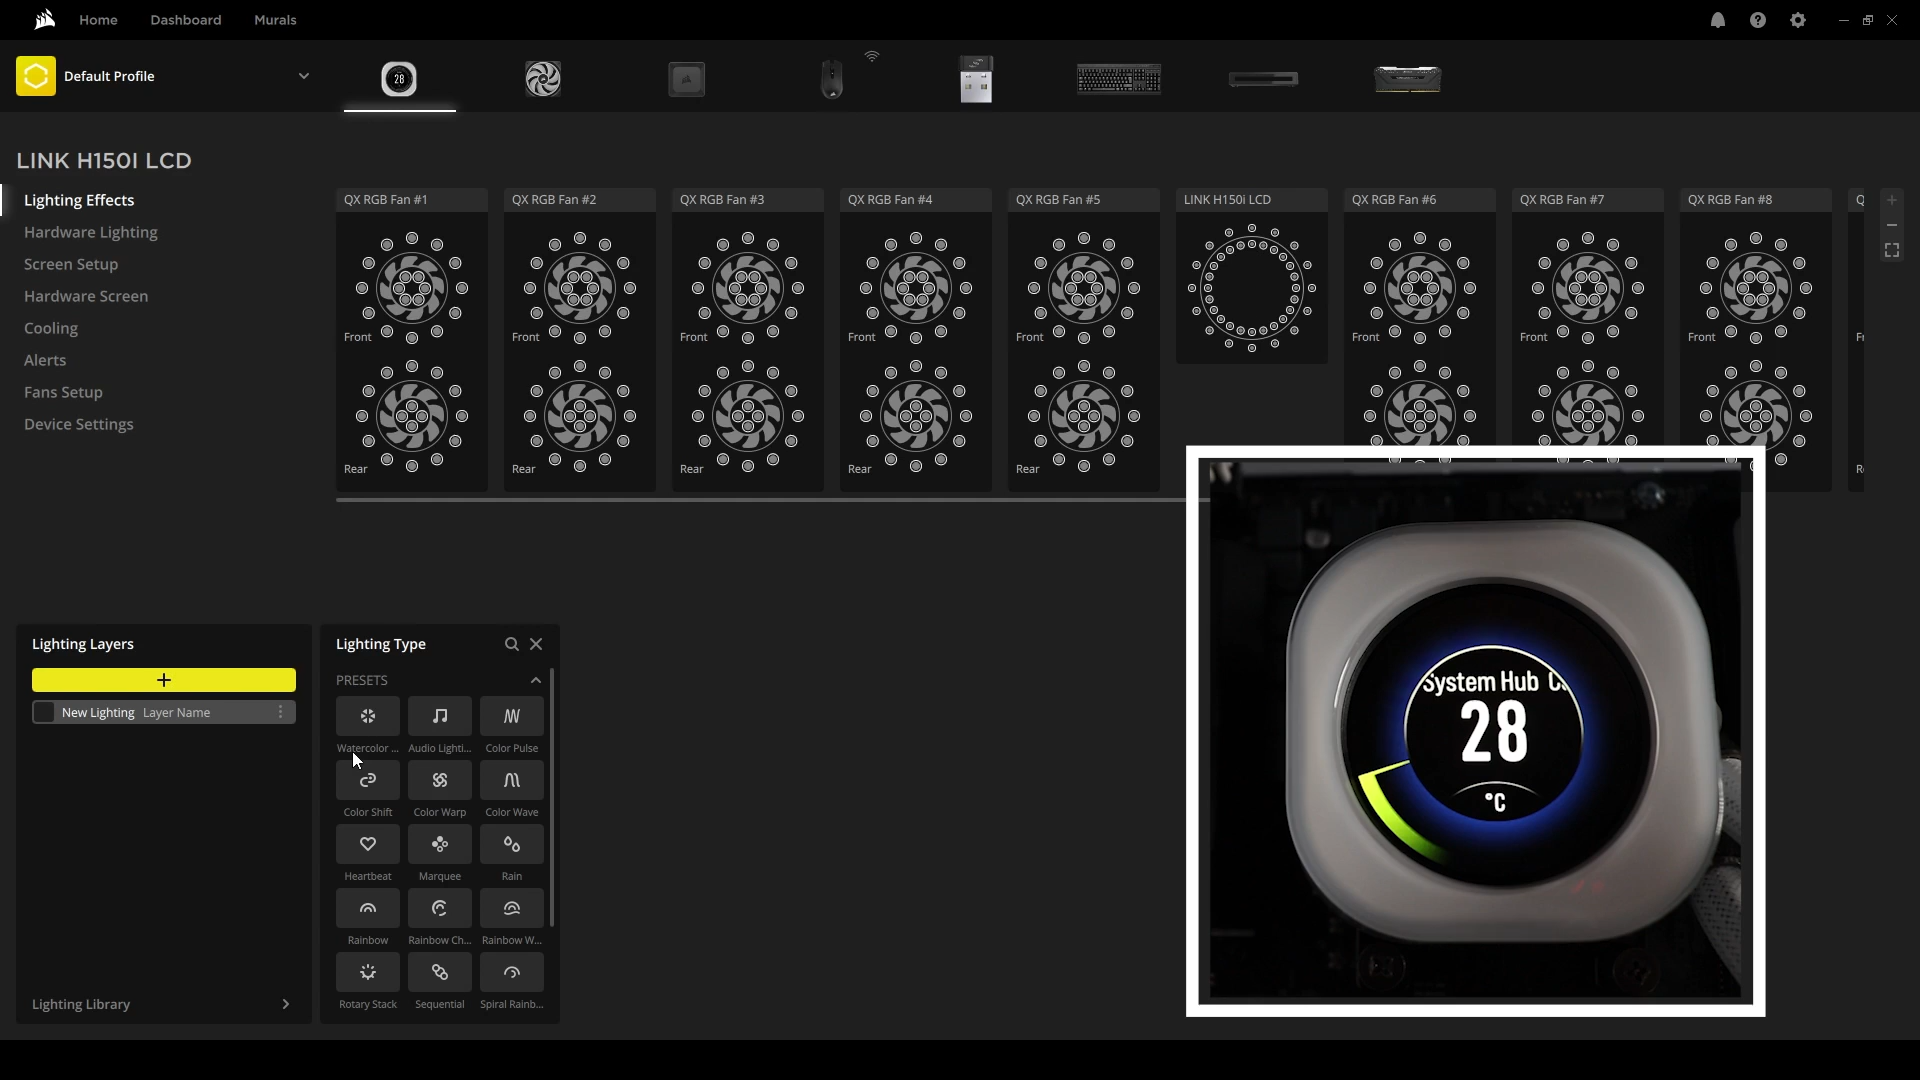 Home Dashboard Murals
Default Profile
28
LINK H150I LCD
Lighting Effects
Hardware Lighting
Screen Setup
Hardware Screen
Cooling
Alerts
Fans Setup
Device Settings
QX RGB Fan #1
QX RGB Fan #2
QX RGB Fan #3
QX RGB Fan #4
QX RGB Fan #5
LINK H150i LCD
QX RGB Fan #6
QX RGB Fan #7
QX RGB Fan #8
Q
Front
Front
Front
Front
Front
Front
Front
Front
Fr
Rear
Rear
Rear
Rear
Rear
Re
Lighting Layers
New Lighting Layer Name
Lighting Library
Lighting Type
PRESETS
Watercolor ...
Audio Lighti...
Color Pulse
Color Shift
Color Warp
Color Wave
Heartbeat
Marquee
Rain
Rainbow
Rainbow Ch...
Rainbow W...
Rotary Stack
Sequential
Spiral Rainb...
System Hub
28
°C